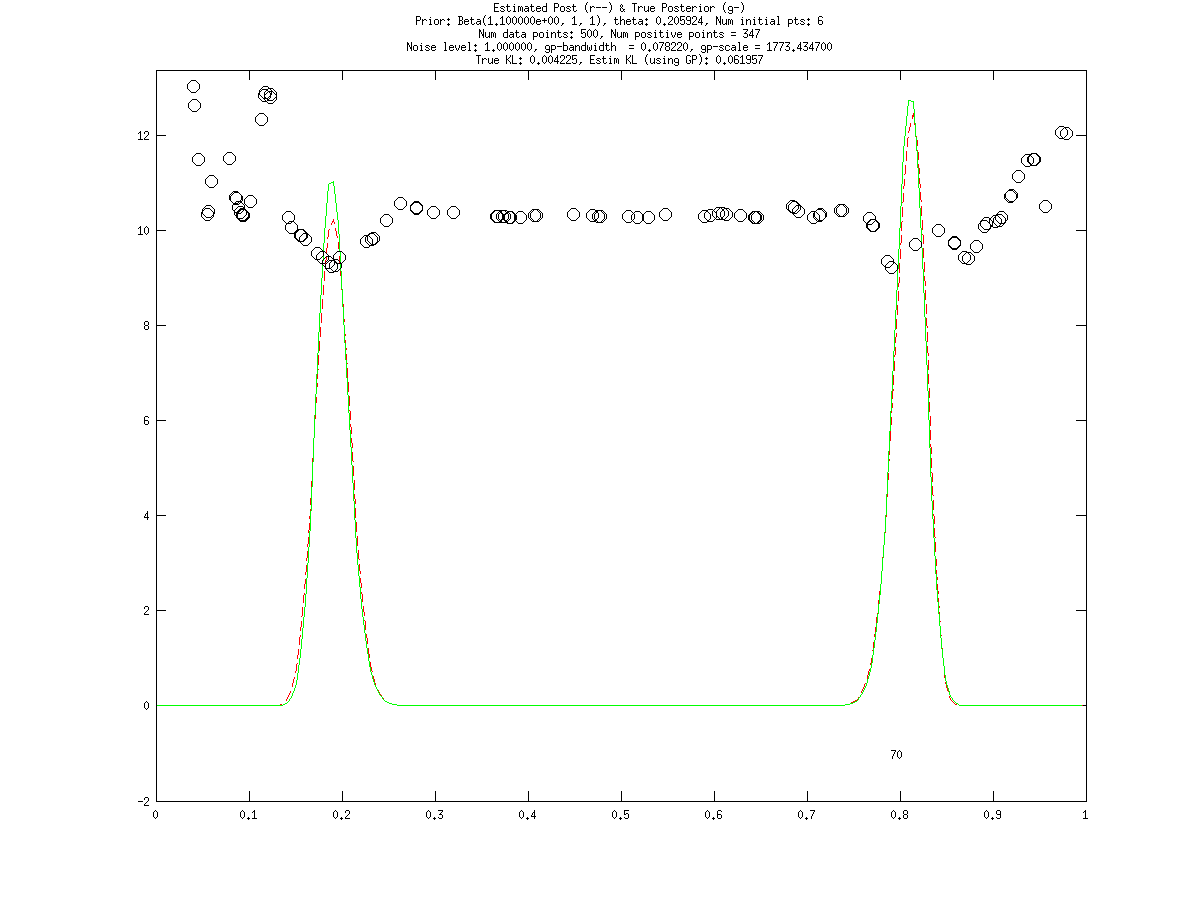 Estimated Post (r--) & True Posterior (g-)
Prior: Beta(1.100000e+00, 1, 1), theta: 0.205924, Num initial pts: 6
Num data points: 500, Num positive points = 347
Noise level: 1.000000, gp-bandwidth  = 0.078220, gp-scale = 1773.434700
True KL: 0.004225, Estim KL (using GP): 0.061957
12
10
8
6
4
2
0
70
-2
0 0.1 0.2 0.3 0.4 0.5 0.6 0.7 0.8 0.9 1